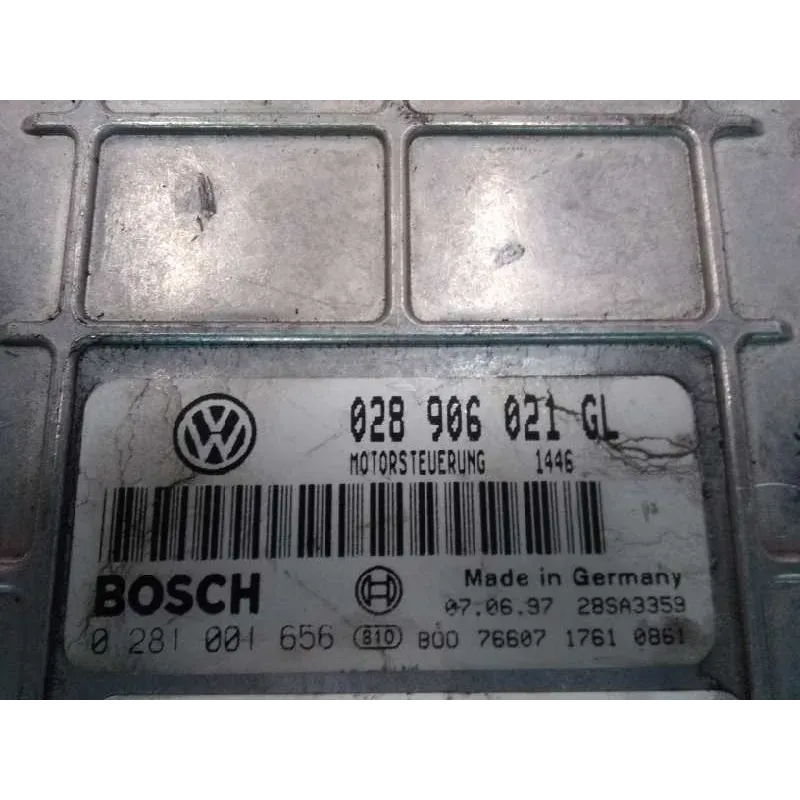 028 906 021 GL
MOTORSTEUERUNG 1446
BOSCH
Made in Germany
07.06.97 28SA3359
0 281 001 656 810 B00 76607 1761 0861